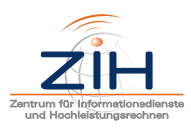 ZIH
Zentrum für Informationsdienste
und Hochleistungsrechnen